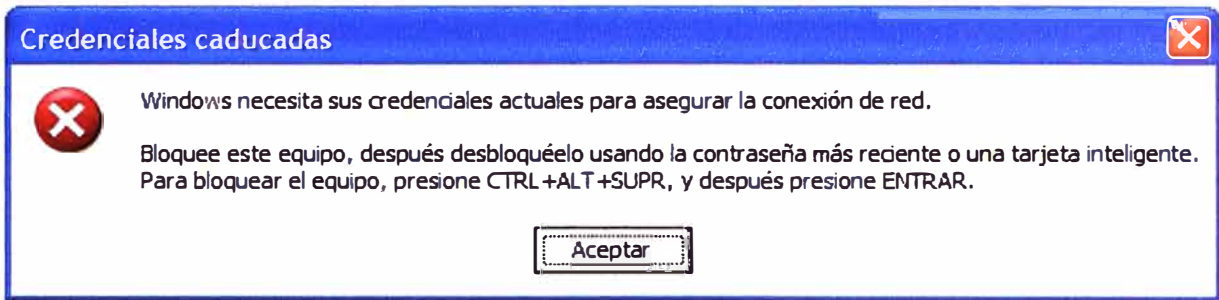 Credenciales caducadas
Windows necesita sus credenciales actuales para asegurar la conexión de red.
Bloquee este equipo, después desbloquéelo usando la contraseña más reciente o una tarjeta inteligente.
Para bloquear el equipo, presione CTRL+ALT+SUPR, y después presione ENTRAR.
Aceptar